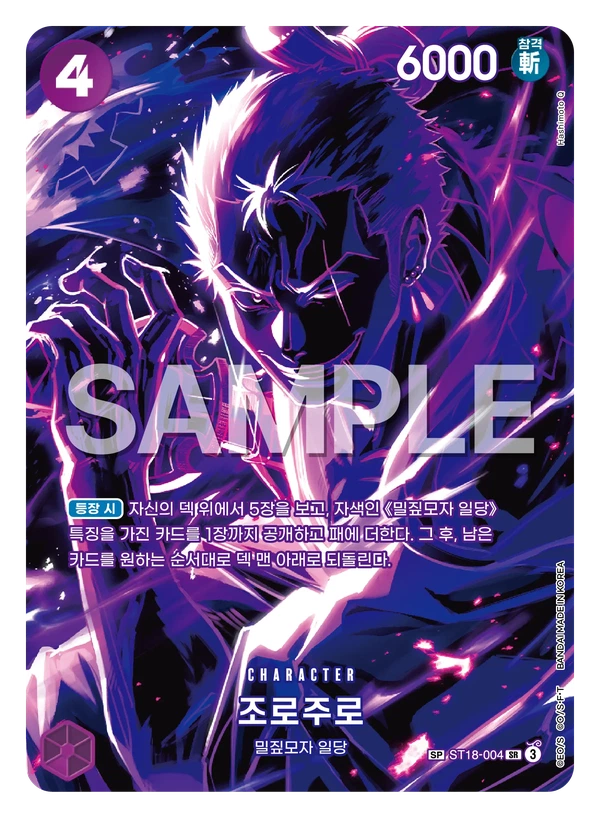 4
6000
참격
斬
Hashimoto Q
SAMPLE
등장 시 자신의 덱 위에서 5장을 보고, 자색인 《밀짚모자 일당》
특징을 가진 카드를 1장까지 공개하고 패에 더한다. 그 후, 남은
카드를 원하는 순서대로 덱 맨 아래로 되돌린다.
CHARACTER
조로주로
밀짚모자 일당
SP ST18-004 SR 3
©EO/S ©O/S·F·T BANDAI MADE IN KOREA